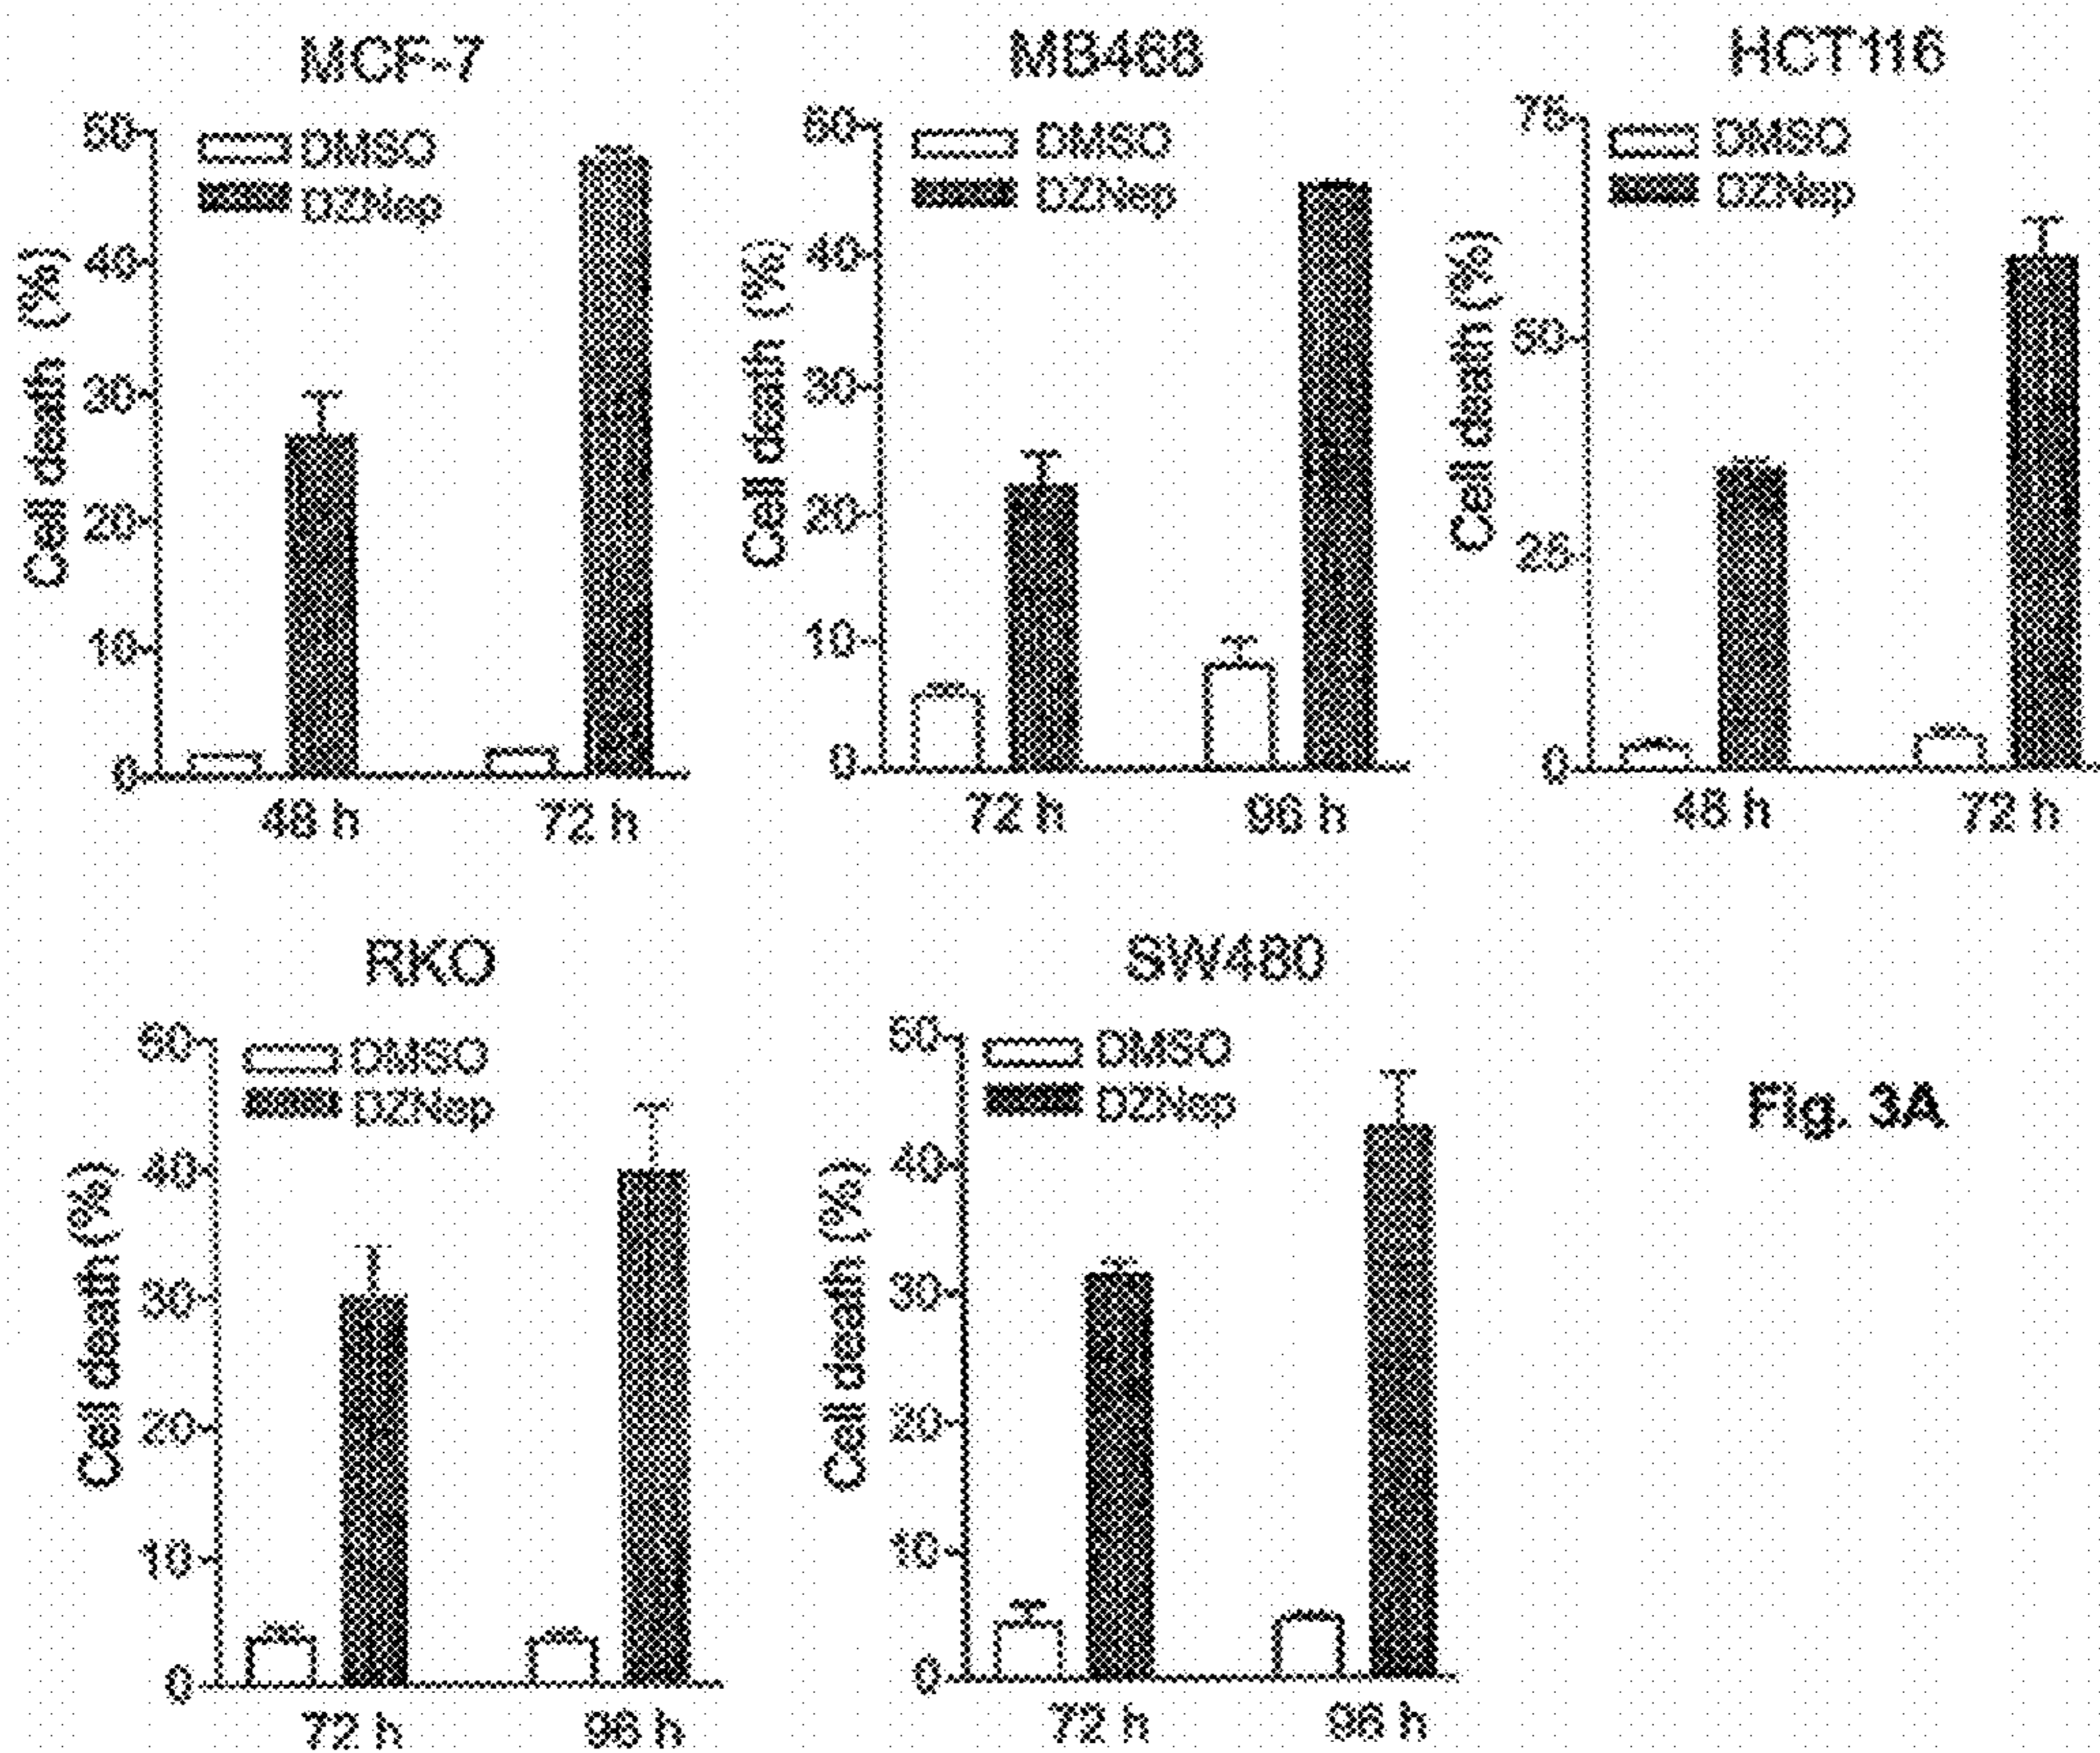 MCF-7
50
DMSO
DZNep
40
30
20
10
0
Cell death (%)
48 h
72 h
MB468
50
DMSO
DZNep
40
30
20
10
0
Cell death (%)
72 h
96 h
HCT116
75
DMSO
DZNep
50
25
0
Cell death (%)
48 h
72 h
RKO
50
DMSO
DZNep
40
30
20
10
0
Cell death (%)
72 h
96 h
SW480
50
DMSO
DZNep
40
30
20
10
0
Cell death (%)
72 h
96 h
Fig. 3A